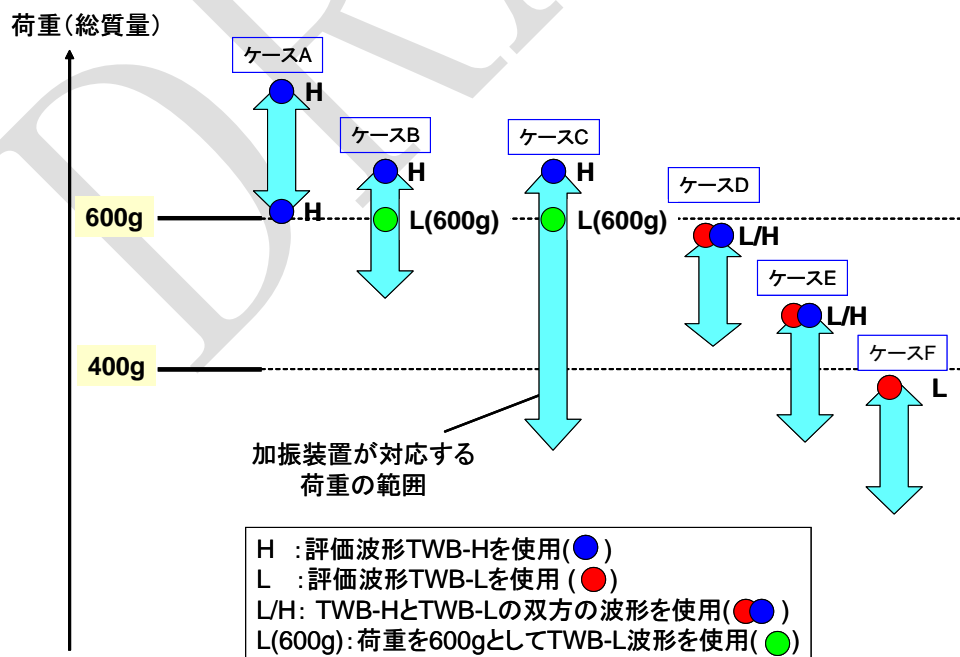 荷重(総質量)
ケースA
H
H
ケースB
H
L(600g)
ケースC
H
L(600g)
ケースD
L/H
ケースE
L/H
ケースF
L
600g
400g
加振装置が対応する
荷重の範囲
H :評価波形TWB-Hを使用( )
L :評価波形TWB-Lを使用 ( )
L/H: TWB-HとTWB-Lの双方の波形を使用( )
L(600g):荷重を600gとしてTWB-L波形を使用( )